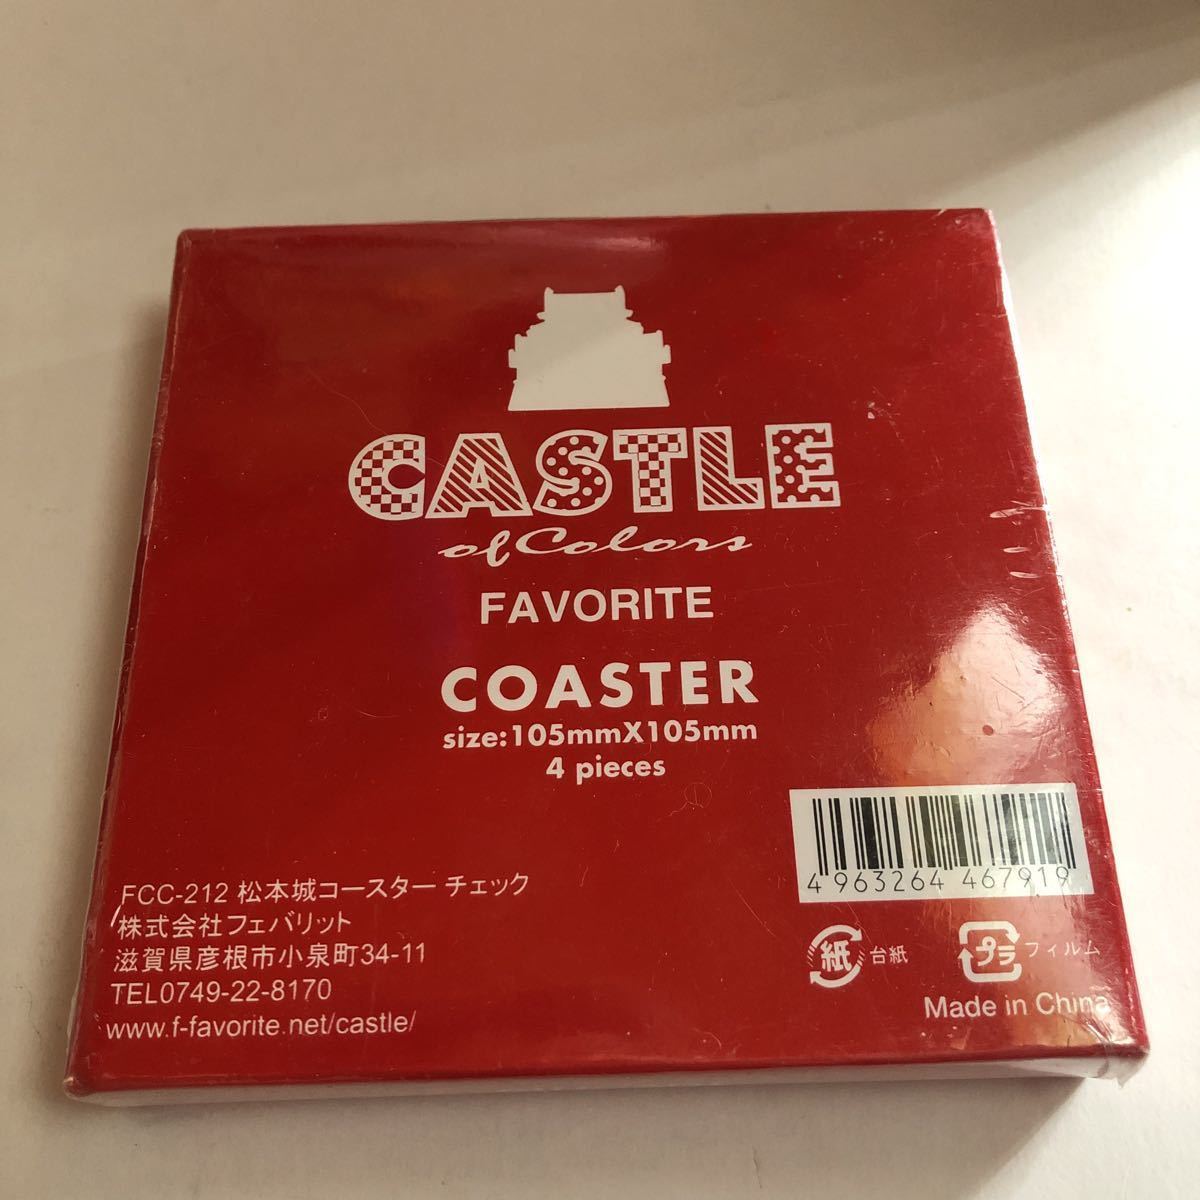 CASTLE
of Colors
FAVORITE
COASTER
size:105mmX105mm
4 pieces
4 963264 467919
FCC-212 松本城コースター チェック
株式会社フェバリット
滋賀県彦根市小泉町34-11
TEL0749-22-8170
www.f-favorite.net/castle/
紙 台紙
プラ フィルム
Made in China